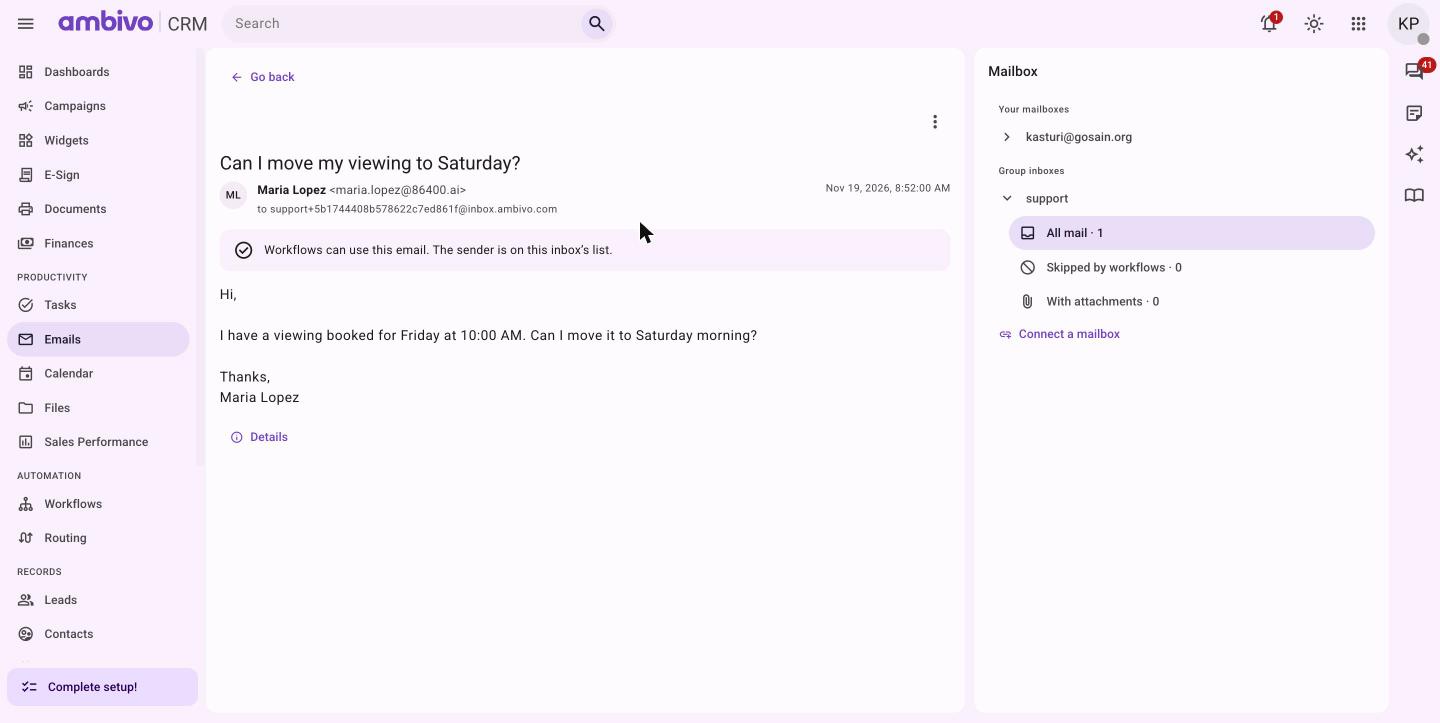 ambivo CRM
Search
1
KP
Dashboards
Campaigns
Widgets
E-Sign
Documents
Finances
PRODUCTIVITY
Tasks
Emails
Calendar
Files
Sales Performance
AUTOMATION
Workflows
Routing
RECORDS
Leads
Contacts
Complete setup!
Go back
Can I move my viewing to Saturday?
ML
Maria Lopez <maria.lopez@86400.ai>
Nov 19, 2026, 8:52:00 AM
to support+5b1744408b578622c7ed861f@inbox.ambivo.com
Workflows can use this email. The sender is on this inbox’s list.
Hi,
I have a viewing booked for Friday at 10:00 AM. Can I move it to Saturday morning?
Thanks,
Maria Lopez
Details
Mailbox
Your mailboxes
kasturi@gosain.org
Group inboxes
support
All mail · 1
Skipped by workflows · 0
With attachments · 0
Connect a mailbox
41